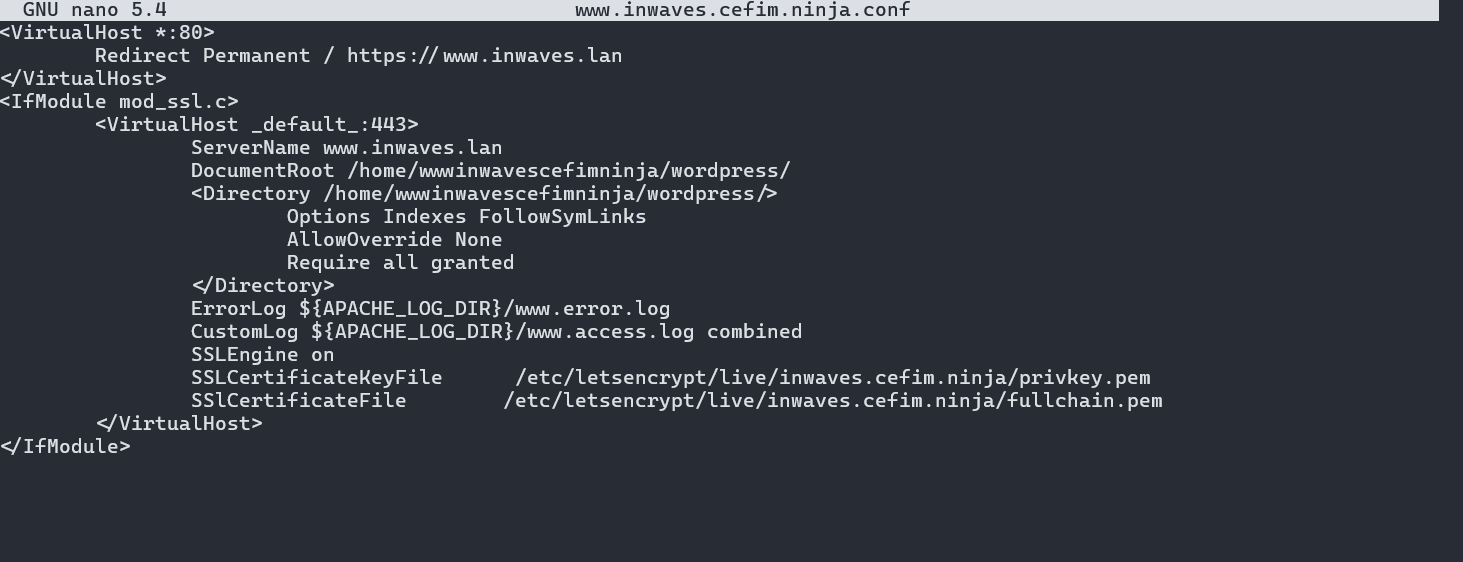 GNU nano 5.4 www.inwaves.cefim.ninja.conf
<VirtualHost *:80>
        Redirect Permanent / https://www.inwaves.lan
</VirtualHost>
<IfModule mod_ssl.c>
        <VirtualHost _default_:443>
                ServerName www.inwaves.lan
                DocumentRoot /home/wwwinwavescefimninja/wordpress/
                <Directory /home/wwwinwavescefimninja/wordpress/>
                        Options Indexes FollowSymLinks
                        AllowOverride None
                        Require all granted
                </Directory>
                ErrorLog ${APACHE_LOG_DIR}/www.error.log
                CustomLog ${APACHE_LOG_DIR}/www.access.log combined
                SSLEngine on
                SSLCertificateKeyFile      /etc/letsencrypt/live/inwaves.cefim.ninja/privkey.pem
                SSlCertificateFile        /etc/letsencrypt/live/inwaves.cefim.ninja/fullchain.pem
        </VirtualHost>
</IfModule>